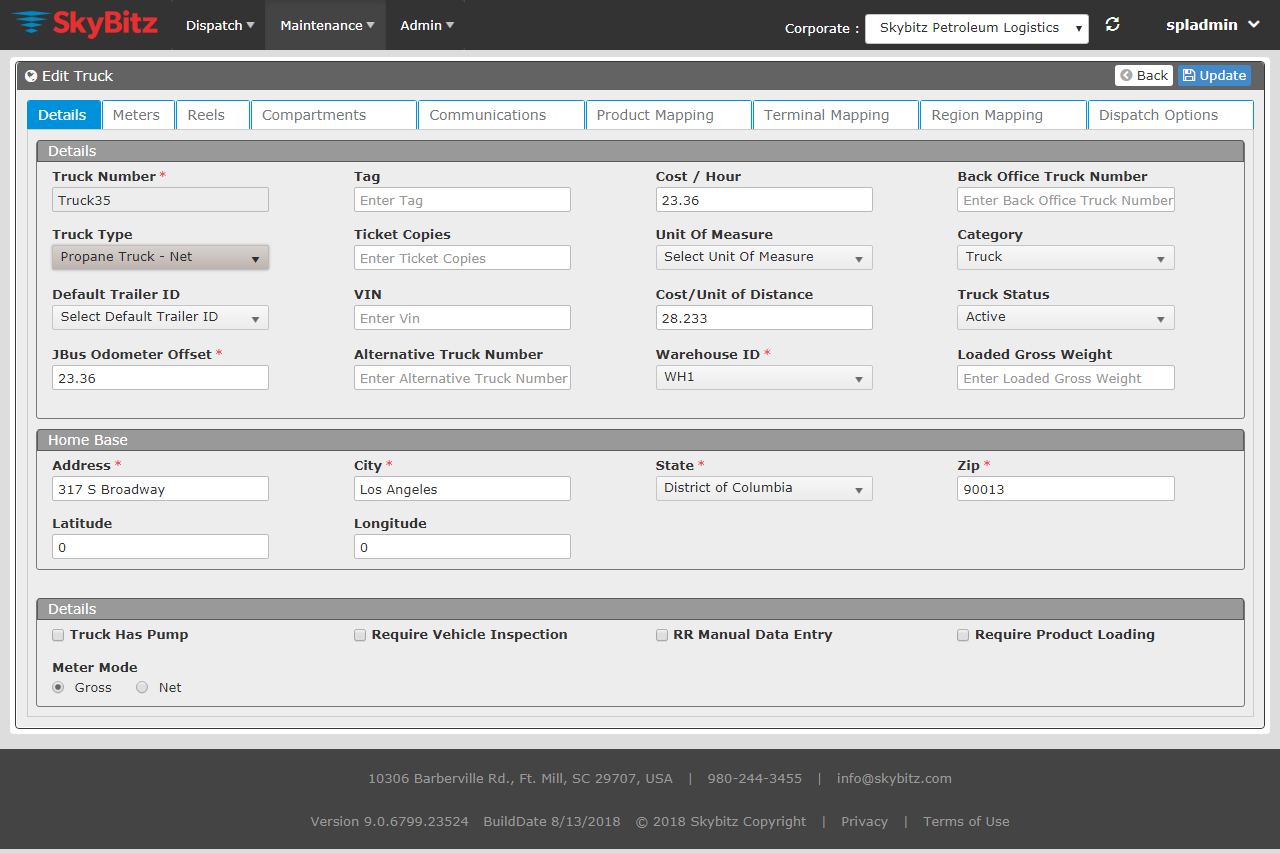 SkyBitz Dispatch Maintenance Admin Corporate : Skybitz Petroleum Logistics spladmin
Edit Truck Back Update
Details Meters Reels Compartments Communications Product Mapping Terminal Mapping Region Mapping Dispatch Options
Details
Truck Number * Tag Cost / Hour Back Office Truck Number
Truck35 Enter Tag 23.36 Enter Back Office Truck Number
Truck Type Ticket Copies Unit Of Measure Category
Propane Truck - Net Enter Ticket Copies Select Unit Of Measure Truck
Default Trailer ID VIN Cost/Unit of Distance Truck Status
Select Default Trailer ID Enter Vin 28.233 Active
JBus Odometer Offset * Alternative Truck Number Warehouse ID * Loaded Gross Weight
23.36 Enter Alternative Truck Number WH1 Enter Loaded Gross Weight
Home Base
Address * City * State * Zip *
317 S Broadway Los Angeles District of Columbia 90013
Latitude Longitude
0 0
Details
Truck Has Pump Require Vehicle Inspection RR Manual Data Entry Require Product Loading
Meter Mode
Gross Net
10306 Barberville Rd., Ft. Mill, SC 29707, USA | 980-244-3455 | info@skybitz.com
Version 9.0.6799.23524 BuildDate 8/13/2018 © 2018 Skybitz Copyright | Privacy | Terms of Use